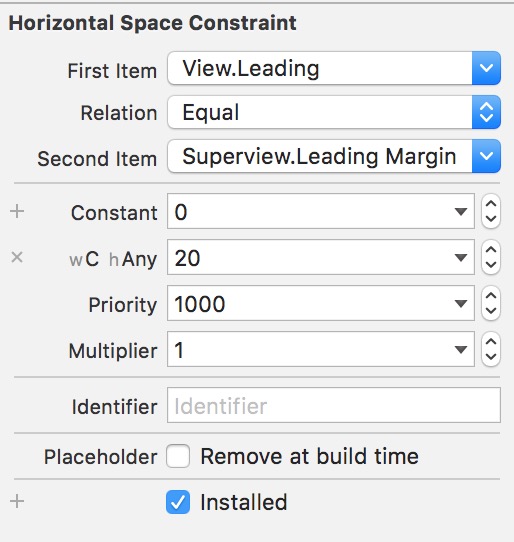 Horizontal Space Constraint
First Item View.Leading
Relation Equal
Second Item Superview.Leading Margin
+ Constant 0
× wC hAny 20
Priority 1000
Multiplier 1
Identifier Identifier
Placeholder Remove at build time
+ Installed